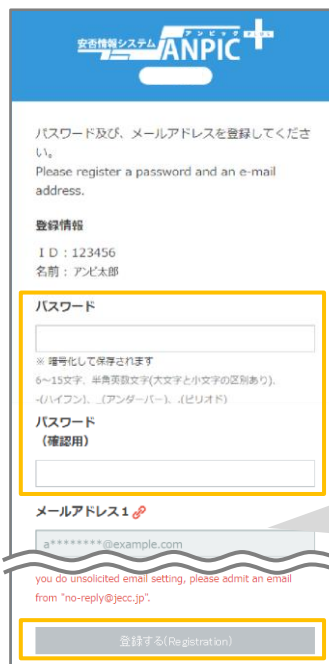 安否情報システム ANPIC アンピック プラス
パスワード及び、メールアドレスを登録してくださ
い。
Please register a password and an e-mail
address.
登録情報
ＩＤ：123456
名前： アンピ太郎
パスワード
※ 暗号化して保存されます
6～15文字、半角英数文字(大文字と小文字の区別あり)、
-(ハイフン)、_(アンダーバー)、.(ピリオド)
パスワード
（確認用）
メールアドレス１
a********@example.com
you do unsolicited email setting, please admit an email
from "no-reply@jecc.jp".
登録する(Registration)